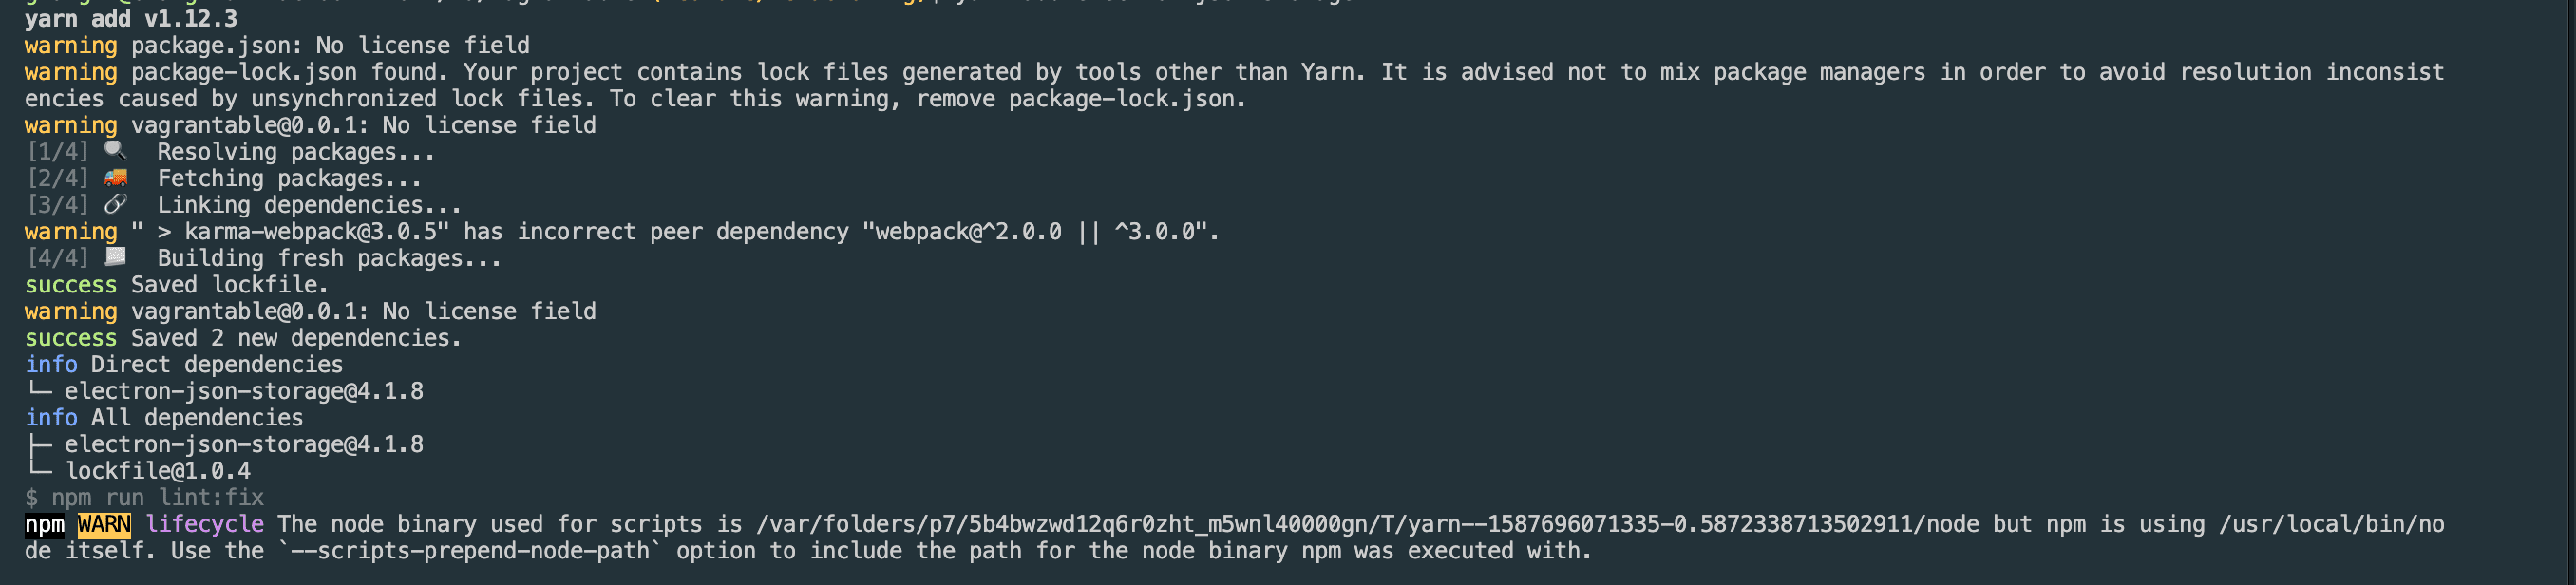 yarn add v1.12.3
warning package.json: No license field
warning package-lock.json found. Your project contains lock files generated by tools other than Yarn. It is advised not to mix package managers in order to avoid resolution inconsist
encies caused by unsynchronized lock files. To clear this warning, remove package-lock.json.
warning vagrantable@0.0.1: No license field
[1/4] 🔍  Resolving packages...
[2/4] 🚚  Fetching packages...
[3/4] 🔗  Linking dependencies...
warning " > karma-webpack@3.0.5" has incorrect peer dependency "webpack@^2.0.0 || ^3.0.0".
[4/4] 📃  Building fresh packages...
success Saved lockfile.
warning vagrantable@0.0.1: No license field
success Saved 2 new dependencies.
info Direct dependencies
└─ electron-json-storage@4.1.8
info All dependencies
├─ electron-json-storage@4.1.8
└─ lockfile@1.0.4
$ npm run lint:fix
npm WARN lifecycle The node binary used for scripts is /var/folders/p7/5b4bwzwd12q6r0zht_m5wnl40000gn/T/yarn--1587696071335-0.5872338713502911/node but npm is using /usr/local/bin/no
de itself. Use the `--scripts-prepend-node-path` option to include the path for the node binary npm was executed with.